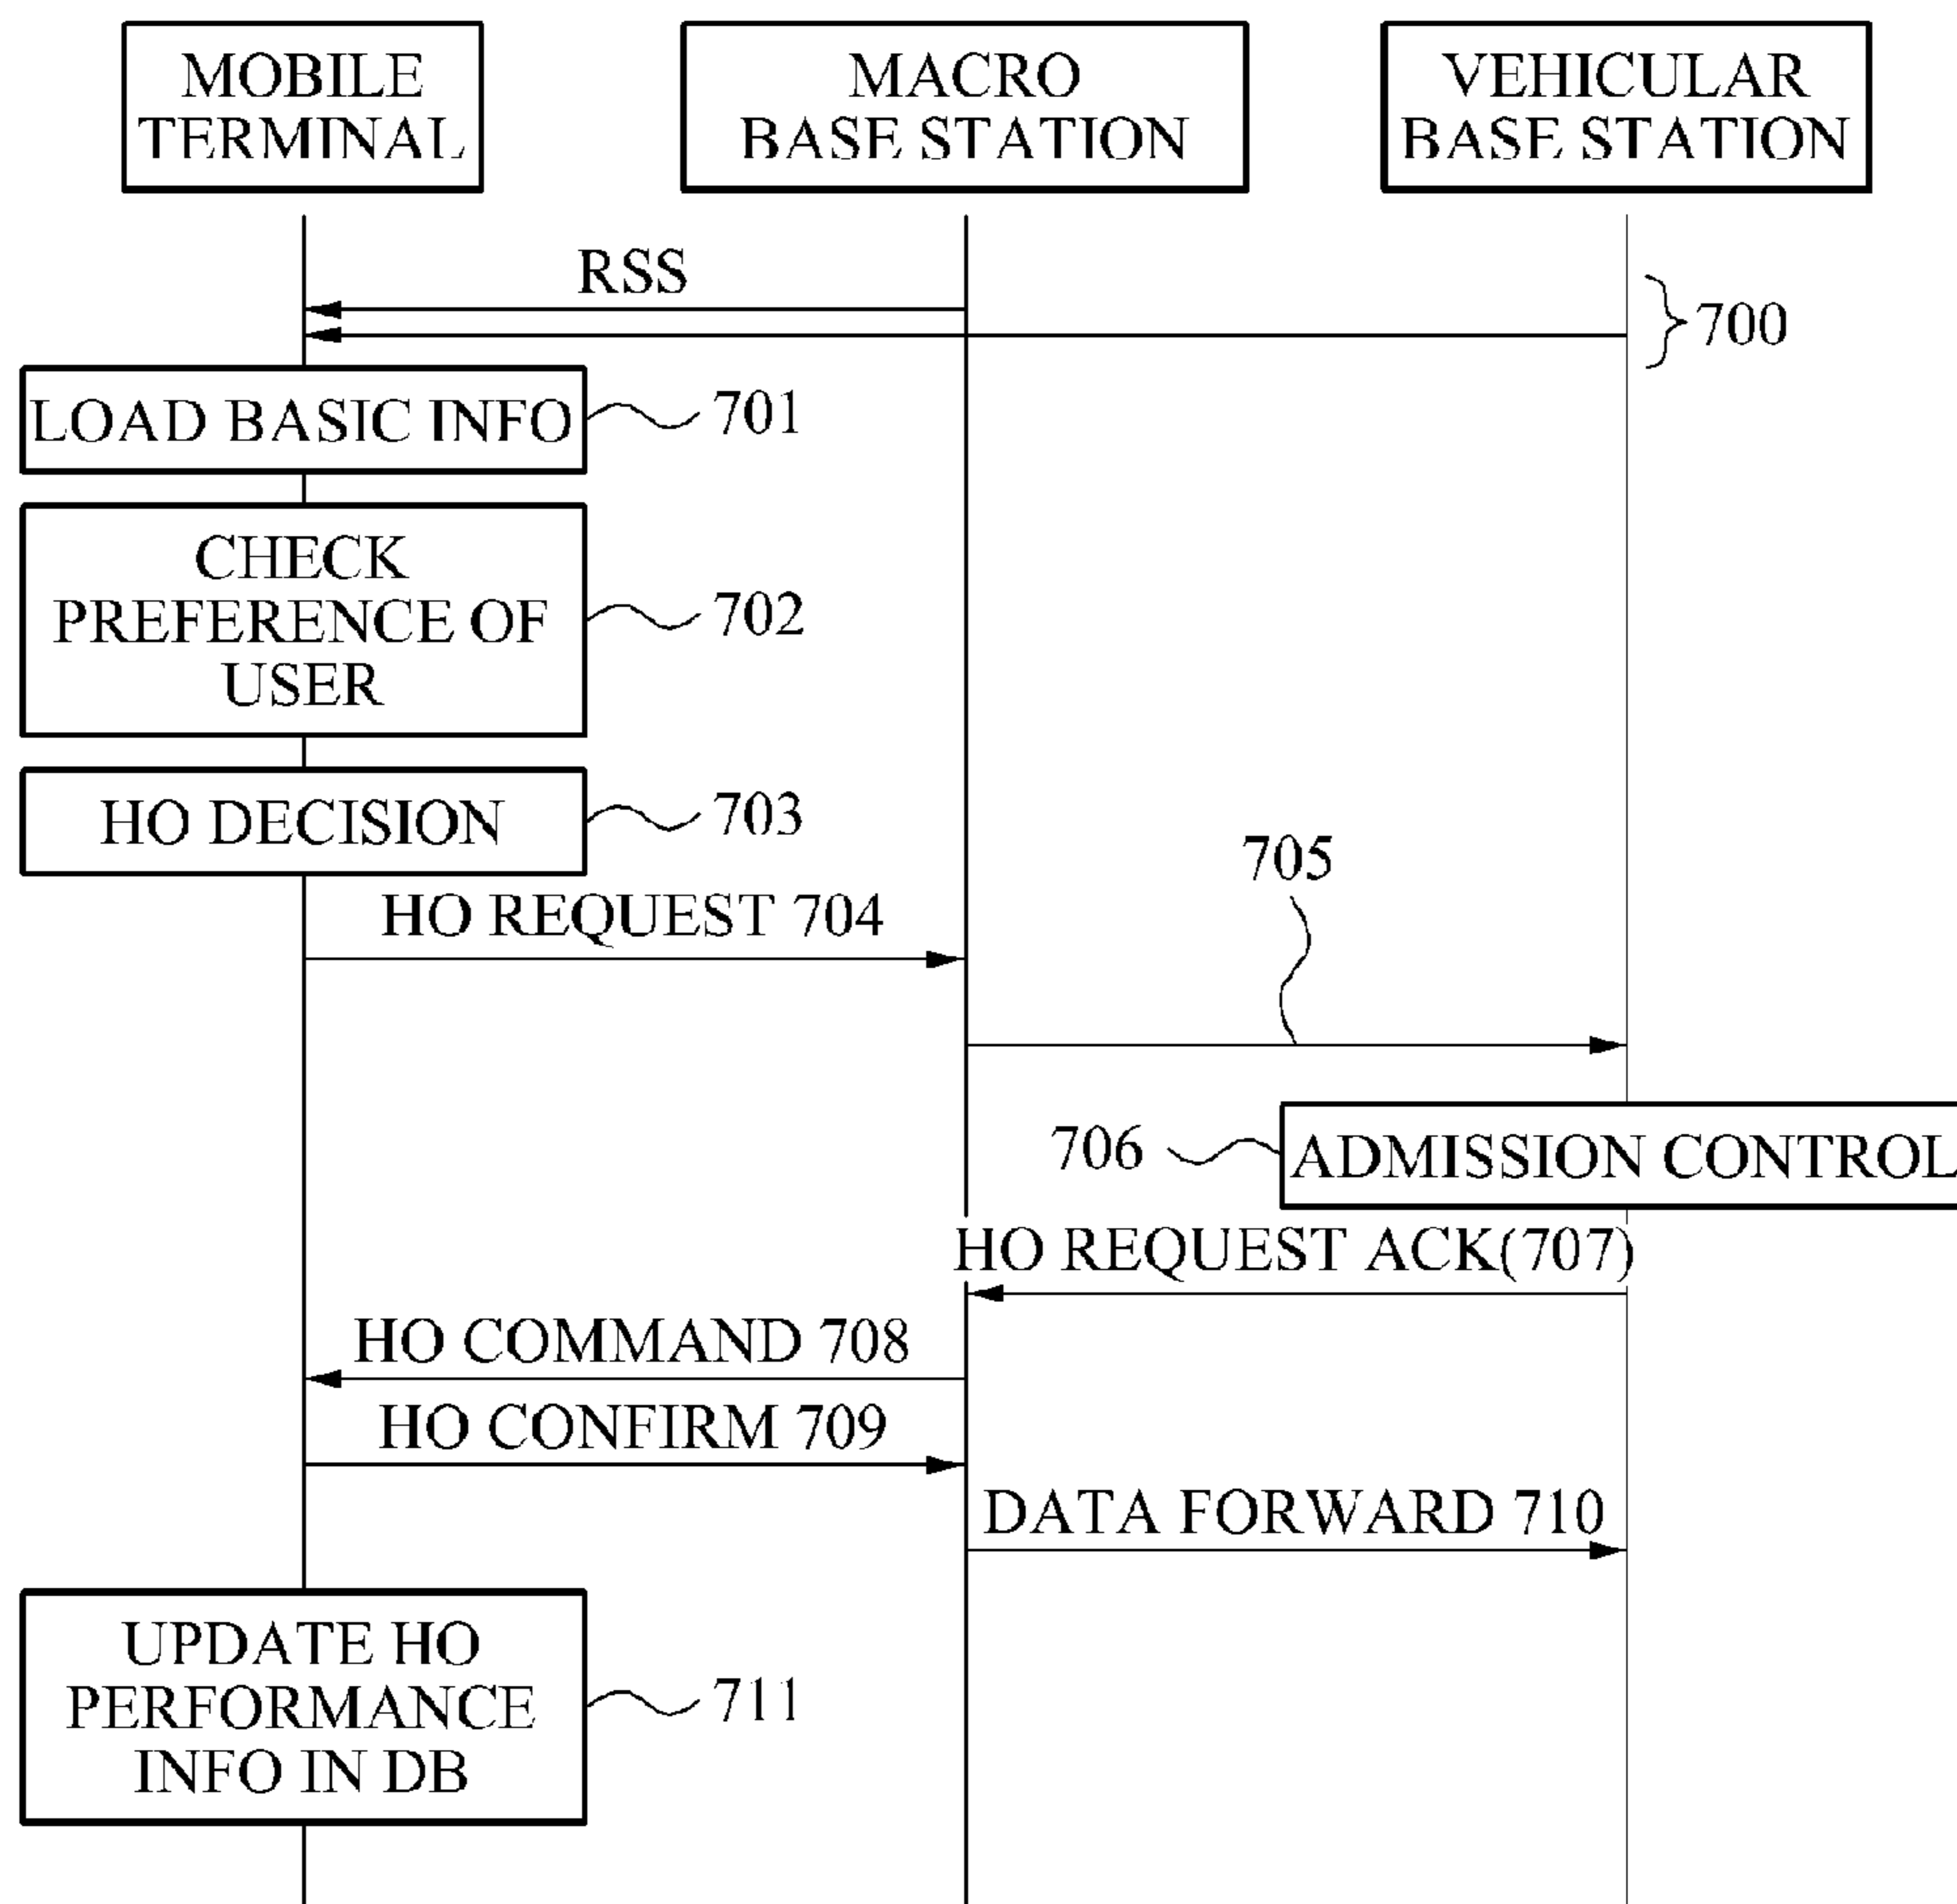 MOBILE
TERMINAL
MACRO
BASE STATION
VEHICULAR
BASE STATION
RSS
700
LOAD BASIC INFO
701
CHECK
PREFERENCE OF
USER
702
HO DECISION
703
705
HO REQUEST 704
706
ADMISSION CONTROL
HO REQUEST ACK(707)
HO COMMAND 708
HO CONFIRM 709
DATA FORWARD 710
UPDATE HO
PERFORMANCE
INFO IN DB
711